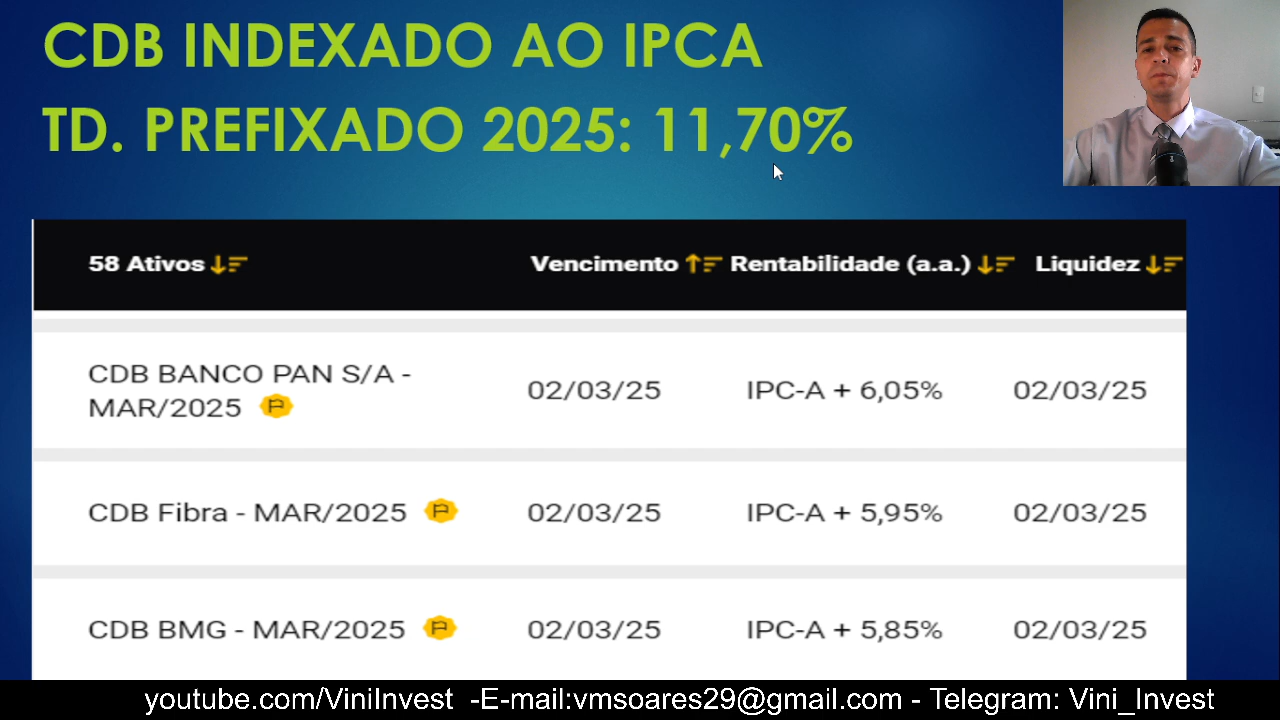 CDB INDEXADO AO IPCA
TD. PREFIXADO 2025: 11,70%
58 Ativos Vencimento Rentabilidade (a.a.) Liquidez
CDB BANCO PAN S/A -
MAR/2025 02/03/25 IPC-A + 6,05% 02/03/25
CDB Fibra - MAR/2025 02/03/25 IPC-A + 5,95% 02/03/25
CDB BMG - MAR/2025 02/03/25 IPC-A + 5,85% 02/03/25
youtube.com/ViniInvest -E-mail:vmsoares29@gmail.com - Telegram: Vini_Invest